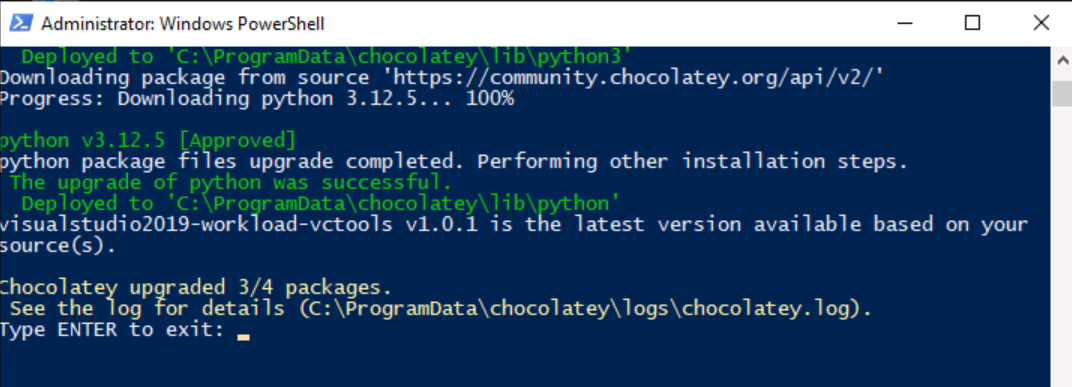 Administrator: Windows PowerShell
Deployed to 'C:\ProgramData\chocolatey\lib\python3'
Downloading package from source 'https://community.chocolatey.org/api/v2/'
Progress: Downloading python 3.12.5... 100%
python v3.12.5 [Approved]
python package files upgrade completed. Performing other installation steps.
The upgrade of python was successful.
Deployed to 'C:\ProgramData\chocolatey\lib\python'
visualstudio2019-workload-vctools v1.0.1 is the latest version available based on your
source(s).
Chocolatey upgraded 3/4 packages.
See the log for details (C:\ProgramData\chocolatey\logs\chocolatey.log).
Type ENTER to exit: